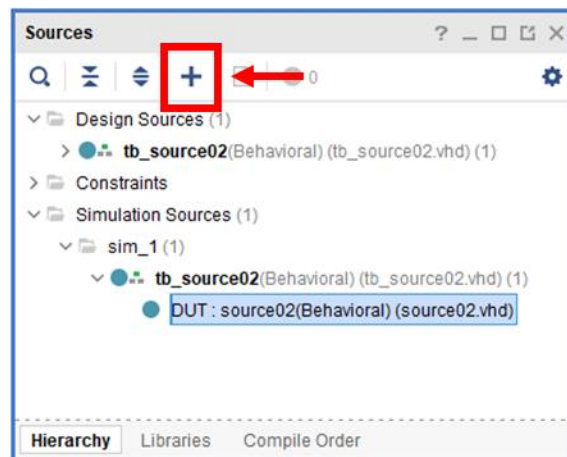 Sources
? _
0
Design Sources (1)
tb_source02(Behavioral) (tb_source02.vhd) (1)
Constraints
Simulation Sources (1)
sim_1 (1)
tb_source02(Behavioral) (tb_source02.vhd) (1)
DUT : source02(Behavioral) (source02.vhd)
Hierarchy Libraries Compile Order